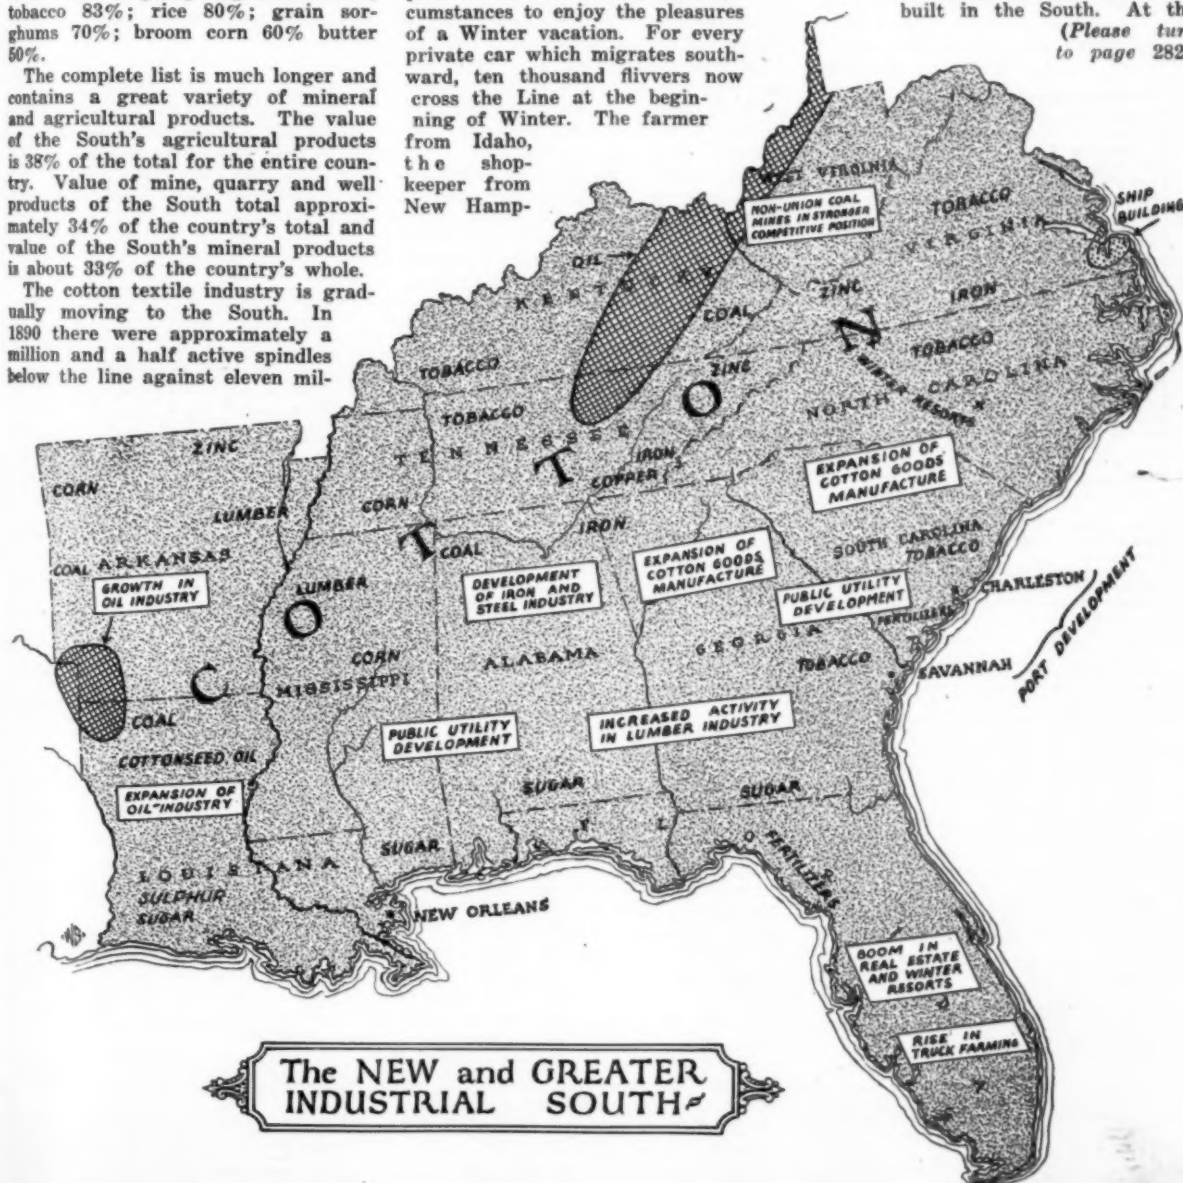 tobacco 83%; rice 80%; grain sor-
ghums 70%; broom corn 60% butter
50%.
The complete list is much longer and
contains a great variety of mineral
and agricultural products. The value
of the South's agricultural products
is 38% of the total for the entire coun-
try. Value of mine, quarry and well
products of the South total approxi-
mately 34% of the country's total and
value of the South's mineral products
is about 33% of the country's whole.
The cotton textile industry is grad-
ually moving to the South. In
1890 there were approximately a
million and a half active spindles
below the line against eleven mil-
cumstances to enjoy the pleasures
of a Winter vacation. For every
private car which migrates south-
ward, ten thousand flivvers now
cross the Line at the begin-
ning of Winter. The farmer
from Idaho,
the shop-
keeper from
New Hamp-
built in the South. At th
(Please tur
to page 282
WEST VIRGINIA
NON-UNION COAL
MINES IN STRONGER
COMPETITIVE POSITION
TOBACCO
VIRGINIA
SHIP
BUILDING
OIL
KENTUCKY
COAL
ZINC
IRON
TOBACCO
ZINC
TOBACCO
NORTH CAROLINA
WINTER RESORTS
TOBACCO
TENNESSEE
IRON
COPPER
COTTON
ZINC
CORN
LUMBER
COAL
ARKANSAS
GROWTH IN
OIL INDUSTRY
CORN
COAL
IRON
LUMBER
DEVELOPMENT
OF IRON AND
STEEL INDUSTRY
EXPANSION OF
COTTON GOODS
MANUFACTURE
EXPANSION OF
COTTON GOODS
MANUFACTURE
SOUTH CAROLINA
TOBACCO
PUBLIC UTILITY
DEVELOPMENT
FERTILIZERS
CHARLESTON
SAVANNAH
PORT DEVELOPMENT
CORN
MISSISSIPPI
ALABAMA
GEORGIA
TOBACCO
COAL
COTTONSEED OIL
EXPANSION OF
OIL INDUSTRY
PUBLIC UTILITY
DEVELOPMENT
INCREASED ACTIVITY
IN LUMBER INDUSTRY
SUGAR
SUGAR
LOUISIANA
SULPHUR
SUGAR
SUGAR
NEW ORLEANS
F L O
FERTILIZERS
BOOM IN
REAL ESTATE
AND WINTER
RESORTS
RISE IN
TRUCK FARMING
The NEW and GREATER
INDUSTRIAL SOUTH